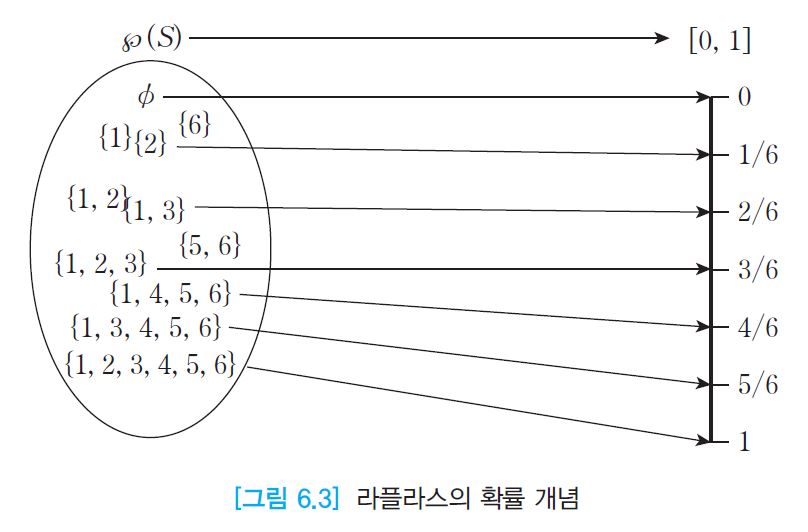 ℘(S) [0, 1]
ϕ 0
{1} {2} {6} 1/6
{1, 2} {1, 3} 2/6
{5, 6}
{1, 2, 3} 3/6
{1, 4, 5, 6} 4/6
{1, 3, 4, 5, 6} 5/6
{1, 2, 3, 4, 5, 6} 1
[그림 6.3] 라플라스의 확률 개념